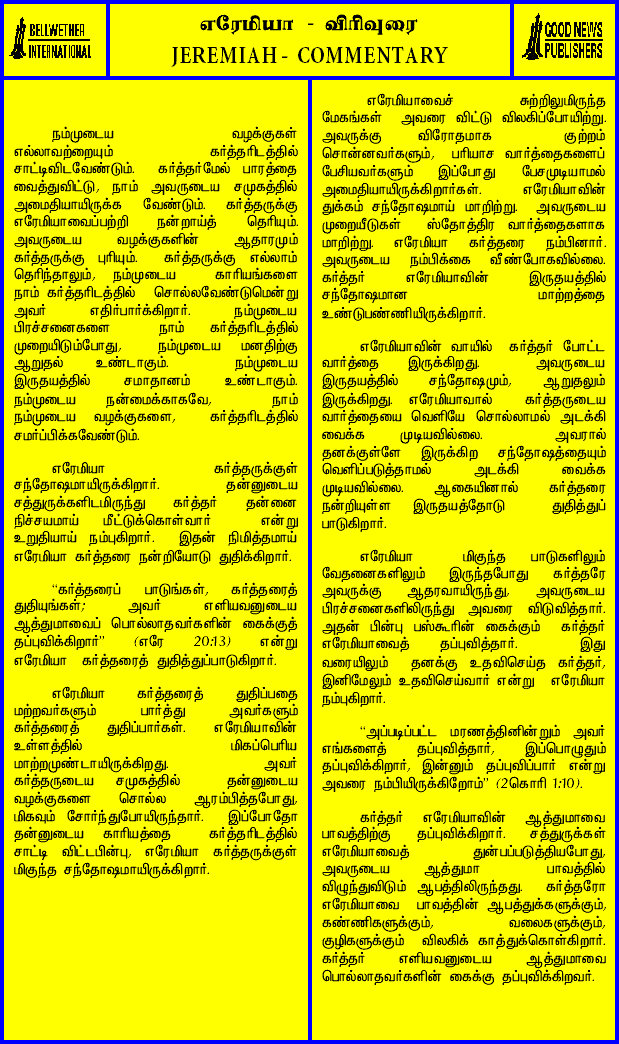 BELLWETHER
INTERNATIONAL
எரேமியா - விரிவுரை
JEREMIAH - COMMENTARY
GOOD NEWS
PUBLISHERS
நம்முடைய வழக்குகள்
எல்லாவற்றையும் கர்த்தரிடத்தில்
சாட்டிவிடவேண்டும். கர்த்தர்மேல் பாரத்தை
வைத்துவிட்டு, நாம் அவருடைய சமுகத்தில்
அமைதியாயிருக்க வேண்டும். கர்த்தருக்கு
எரேமியாவைப்பற்றி நன்றாய்த் தெரியும்.
அவருடைய வழக்குகளின் ஆதாரமும்
கர்த்தருக்கு புரியும். கர்த்தருக்கு எல்லாம்
தெரிந்தாலும், நம்முடைய காரியங்களை
நாம் கர்த்தரிடத்தில் சொல்லவேண்டுமென்று
அவர் எதிர்பார்க்கிறார். நம்முடைய
பிரச்சனைகளை நாம் கர்த்தரிடத்தில்
முறையிடும்போது, நம்முடைய மனதிற்கு
ஆறுதல் உண்டாகும். நம்முடைய
இருதயத்தில் சமாதானம் உண்டாகும்.
நம்முடைய நன்மைக்காகவே, நாம்
நம்முடைய வழக்குகளை, கர்த்தரிடத்தில்
சமர்ப்பிக்கவேண்டும்.
எரேமியா கர்த்தருக்குள்
சந்தோஷமாயிருக்கிறார். தன்னுடைய
சத்துருக்களிடமிருந்து கர்த்தர் தன்னை
நிச்சயமாய் மீட்டுக்கொள்வார் என்று
உறுதியாய் நம்புகிறார். இதன் நிமித்தமாய்
எரேமியா கர்த்தரை நன்றியோடு துதிக்கிறார்.
“கர்த்தரைப் பாடுங்கள், கர்த்தரைத்
துதியுங்கள்; அவர் எளியவனுடைய
ஆத்துமாவைப் பொல்லாதவர்களின் கைக்குத்
தப்புவிக்கிறார்” (எரே 20:13) என்று
எரேமியா கர்த்தரைத் துதித்துப்பாடுகிறார்.
எரேமியா கர்த்தரைத் துதிப்பதை
மற்றவர்களும் பார்த்து அவர்களும்
கர்த்தரைத் துதிப்பார்கள். எரேமியாவின்
உள்ளத்தில் மிகப்பெரிய
மாற்றமுண்டாயிருக்கிறது. அவர்
கர்த்தருடைய சமுகத்தில் தன்னுடைய
வழக்குகளை சொல்ல ஆரம்பித்தபோது,
மிகவும் சோர்ந்துபோயிருந்தார். இப்போதோ
தன்னுடைய காரியத்தை கர்த்தரிடத்தில்
சாட்டி விட்டபின்பு, எரேமியா கர்த்தருக்குள்
மிகுந்த சந்தோஷமாயிருக்கிறார்.
எரேமியாவைச் சுற்றிலுமிருந்த
மேகங்கள் அவரை விட்டு விலகிப்போயிற்று.
அவருக்கு விரோதமாக குற்றம்
சொன்னவர்களும், பரியாச வார்த்தைகளைப்
பேசியவர்களும் இப்போது பேசமுடியாமல்
அமைதியாயிருக்கிறார்கள். எரேமியாவின்
துக்கம் சந்தோஷமாய் மாறிற்று. அவருடைய
முறையீடுகள் ஸ்தோத்திர வார்த்தைகளாக
மாறிற்று. எரேமியா கர்த்தரை நம்பினார்.
அவருடைய நம்பிக்கை வீண்போகவில்லை.
கர்த்தர் எரேமியாவின் இருதயத்தில்
சந்தோஷமான மாற்றத்தை
உண்டுபண்ணியிருக்கிறார்.
எரேமியாவின் வாயில் கர்த்தர் போட்ட
வார்த்தை இருக்கிறது. அவருடைய
இருதயத்தில் சந்தோஷமும், ஆறுதலும்
இருக்கிறது. எரேமியாவால் கர்த்தருடைய
வார்த்தையை வெளியே சொல்லாமல் அடக்கி
வைக்க முடியவில்லை. அவரால்
தனக்குள்ளே இருக்கிற சந்தோஷத்தையும்
வெளிப்படுத்தாமல் அடக்கி வைக்க
முடியவில்லை. ஆகையினால் கர்த்தரை
நன்றியுள்ள இருதயத்தோடு துதித்துப்
பாடுகிறார்.
எரேமியா மிகுந்த பாடுகளிலும்
வேதனைகளிலும் இருந்தபோது கர்த்தரே
அவருக்கு ஆதரவாயிருந்து, அவருடைய
பிரச்சனைகளிலிருந்து அவரை விடுவித்தார்.
அதன் பின்பு பஸ்கூரின் கைக்கும் கர்த்தர்
எரேமியாவைத் தப்புவித்தார். இது
வரையிலும் தனக்கு உதவிசெய்த கர்த்தர்,
இனிமேலும் உதவிசெய்வார் என்று எரேமியா
நம்புகிறார்.
“அப்படிப்பட்ட மரணத்தினின்றும் அவர்
எங்களைத் தப்புவித்தார், இப்பொழுதும்
தப்புவிக்கிறார், இன்னும் தப்புவிப்பார் என்று
அவரை நம்பியிருக்கிறோம்” (2கொரி 1:10).
கர்த்தர் எரேமியாவின் ஆத்துமாவை
பாவத்திற்கு தப்புவிக்கிறார். சத்துருக்கள்
எரேமியாவைத் துன்பப்படுத்தியபோது,
அவருடைய ஆத்துமா பாவத்தில்
விழுந்துவிடும் ஆபத்திலிருந்தது. கர்த்தரோ
எரேமியாவை பாவத்தின் ஆபத்துக்களுக்கும்,
கண்ணிகளுக்கும், வலைகளுக்கும்,
குழிகளுக்கும் விலகிக் காத்துக்கொள்கிறார்.
கர்த்தர் எளியவனுடைய ஆத்துமாவை
பொல்லாதவர்களின் கைக்கு தப்புவிக்கிறவர்.